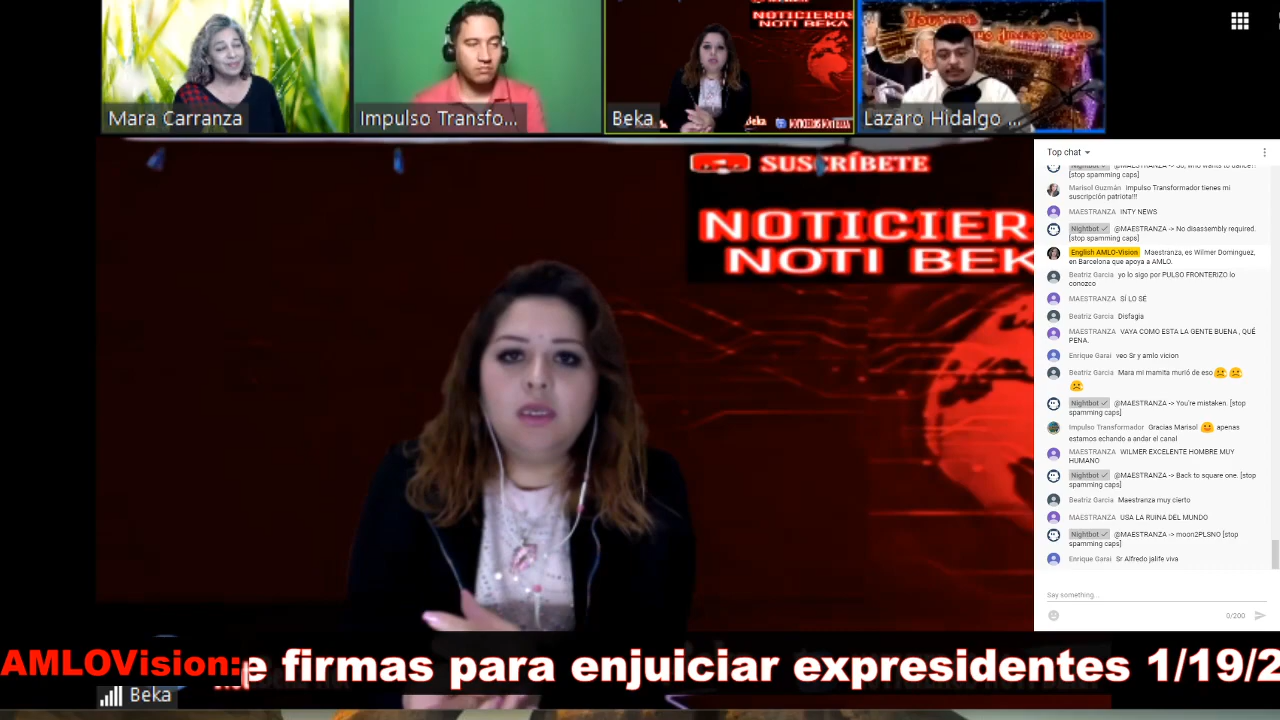 NOTICIEROS
NOTI BEKA
Mara Carranza
Impulso Transfo...
Beka
Lazaro Hidalgo ...
SUSCRÍBETE
NOTICIER
NOTI BEK
Top chat
[stop spamming caps]
Marisol Guzmán Impulso Transformador tienes mi
suscripción patriota!!!
MAESTRANZA INTY NEWS
Nightbot @MAESTRANZA -> No disassembly required.
[stop spamming caps]
English AMLO-Vision Maestranza, es Wilmer Dominguez,
en Barcelona que apoya a AMLO.
Beatriz Garcia yo lo sigo por PULSO FRONTERIZO lo
conozco
MAESTRANZA SÍ LO SÉ
Beatriz Garcia Disfagia
MAESTRANZA VAYA COMO ESTA LA GENTE BUENA , QUÉ
PENA.
Enrique Garai veo Sr y amlo vicion
Beatriz Garcia Mara mi mamita murió de eso
Nightbot @MAESTRANZA -> You're mistaken. [stop
spamming caps]
Impulso Transformador Gracias Marisol apenas
estamos echando a andar el canal
MAESTRANZA WILMER EXCELENTE HOMBRE MUY
HUMANO
Nightbot @MAESTRANZA -> Back to square one. [stop
spamming caps]
Beatriz Garcia Maestranza muy cierto
MAESTRANZA USA LA RUINA DEL MUNDO
Nightbot @MAESTRANZA -> moon2PLSNO [stop
spamming caps]
Enrique Garai Sr Alfredo jalife viva
Say something...
0/200
AMLOVision:e firmas para enjuiciar expresidentes 1/19/2
Beka